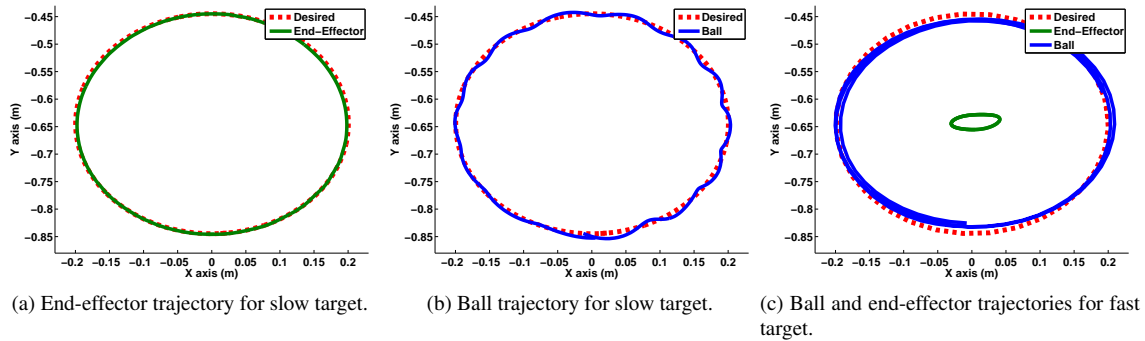 Desired
End−Effector
−0.45
−0.5
−0.55
−0.6
−0.65
−0.7
−0.75
−0.8
−0.85
Y axis (m)
−0.2 −0.15 −0.1 −0.05 0 0.05 0.1 0.15 0.2
X axis (m)
(a) End-effector trajectory for slow target.
Desired
Ball
−0.45
−0.5
−0.55
−0.6
−0.65
−0.7
−0.75
−0.8
−0.85
Y axis (m)
−0.2 −0.15 −0.1 −0.05 0 0.05 0.1 0.15 0.2
X axis (m)
(b) Ball trajectory for slow target.
Desired
End−Effector
Ball
−0.45
−0.5
−0.55
−0.6
−0.65
−0.7
−0.75
−0.8
−0.85
Y axis (m)
−0.2 −0.15 −0.1 −0.05 0 0.05 0.1 0.15 0.2
X axis (m)
(c) Ball and end-effector trajectories for fast
target.